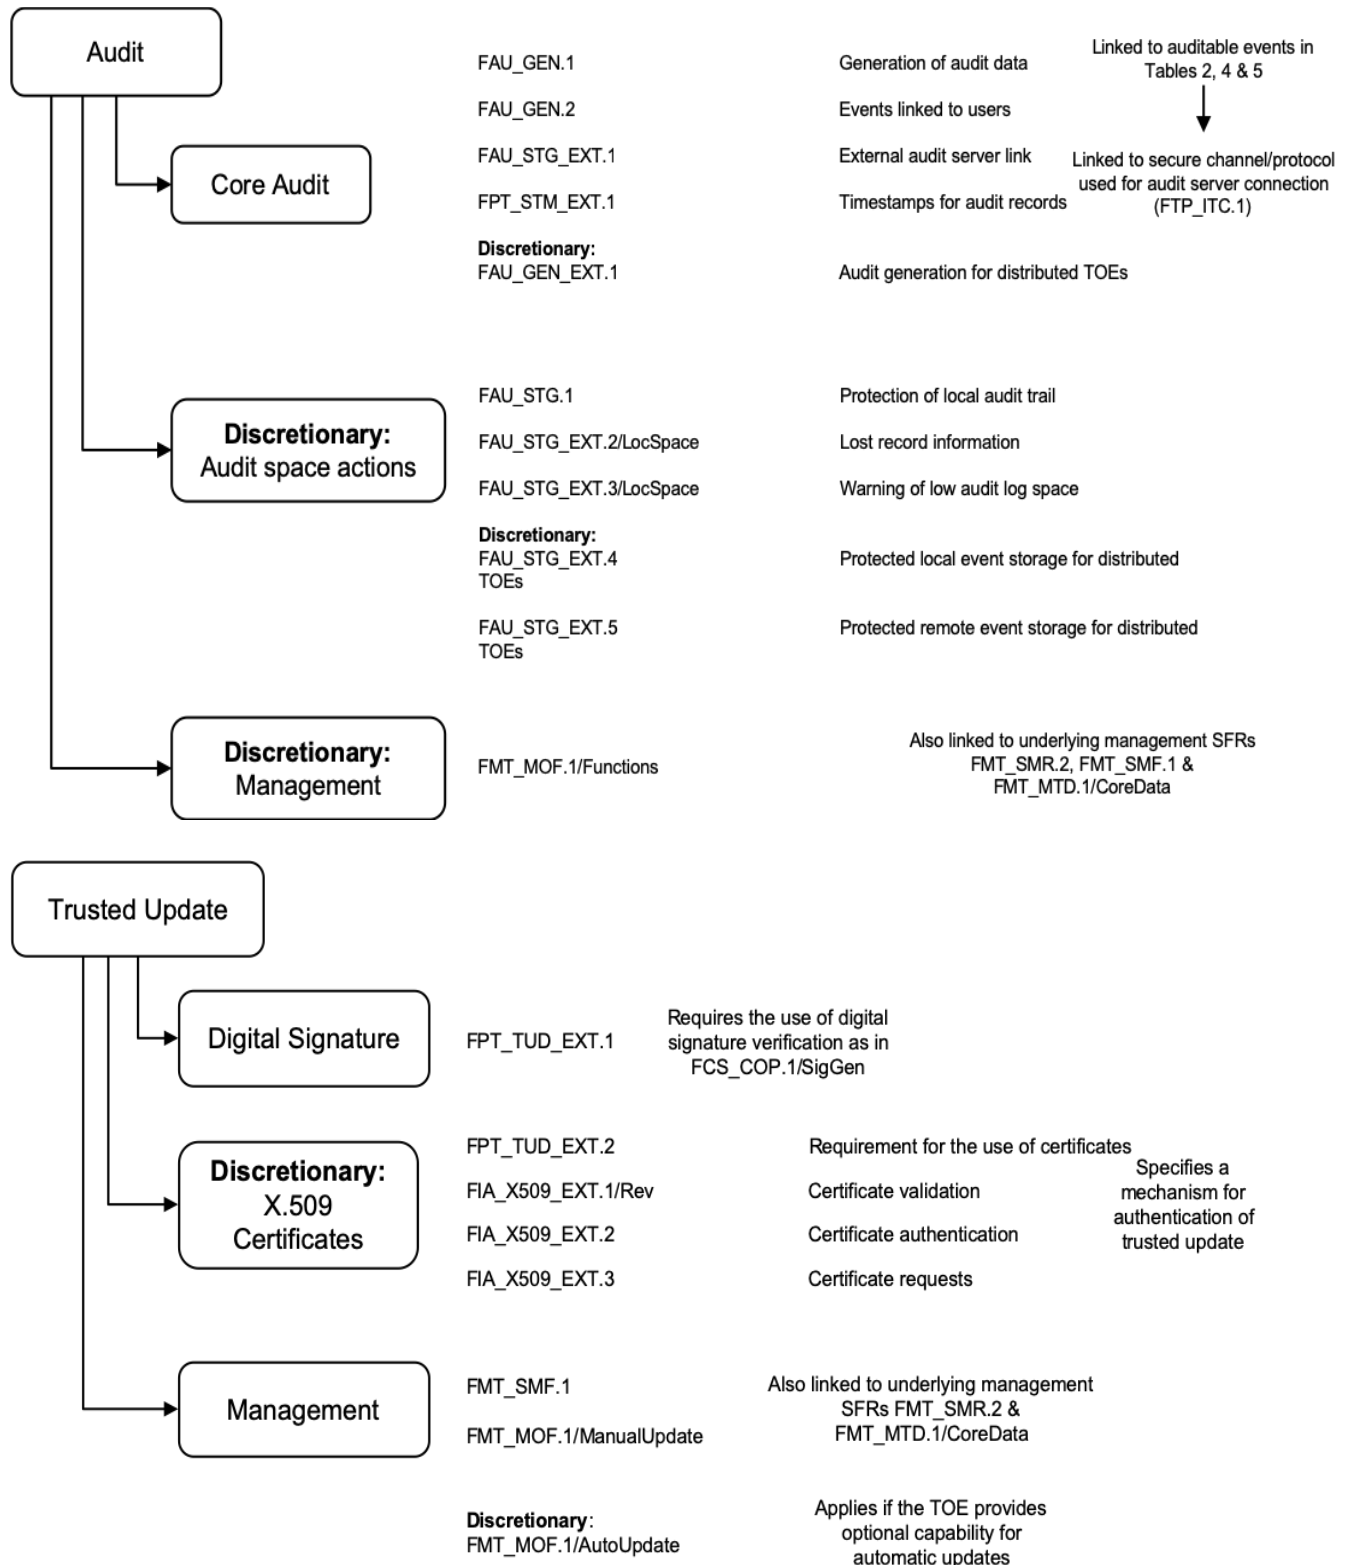 Audit
FAU_GEN.1
Generation of audit data
Linked to auditable events in
Tables 2, 4 & 5
FAU_GEN.2
Events linked to users
Core Audit
FAU_STG_EXT.1
External audit server link
Linked to secure channel/protocol
used for audit server connection
(FTP_ITC.1)
FPT_STM_EXT.1
Timestamps for audit records
Discretionary:
FAU_GEN_EXT.1
Audit generation for distributed TOEs
Discretionary:
Audit space actions
FAU_STG.1
Protection of local audit trail
FAU_STG_EXT.2/LocSpace
Lost record information
FAU_STG_EXT.3/LocSpace
Warning of low audit log space
Discretionary:
FAU_STG_EXT.4
Protected local event storage for distributed
TOEs
FAU_STG_EXT.5
Protected remote event storage for distributed
TOEs
Discretionary:
Management
FMT_MOF.1/Functions
Also linked to underlying management SFRs
FMT_SMR.2, FMT_SMF.1 &
FMT_MTD.1/CoreData
Trusted Update
Digital Signature
FPT_TUD_EXT.1
Requires the use of digital
signature verification as in
FCS_COP.1/SigGen
Discretionary:
X.509
Certificates
FPT_TUD_EXT.2
Requirement for the use of certificates
FIA_X509_EXT.1/Rev
Certificate validation
FIA_X509_EXT.2
Certificate authentication
FIA_X509_EXT.3
Certificate requests
Specifies a
mechanism for
authentication of
trusted update
Management
FMT_SMF.1
FMT_MOF.1/ManualUpdate
Also linked to underlying management
SFRs FMT_SMR.2 &
FMT_MTD.1/CoreData
Discretionary:
FMT_MOF.1/AutoUpdate
Applies if the TOE provides
optional capability for
automatic updates